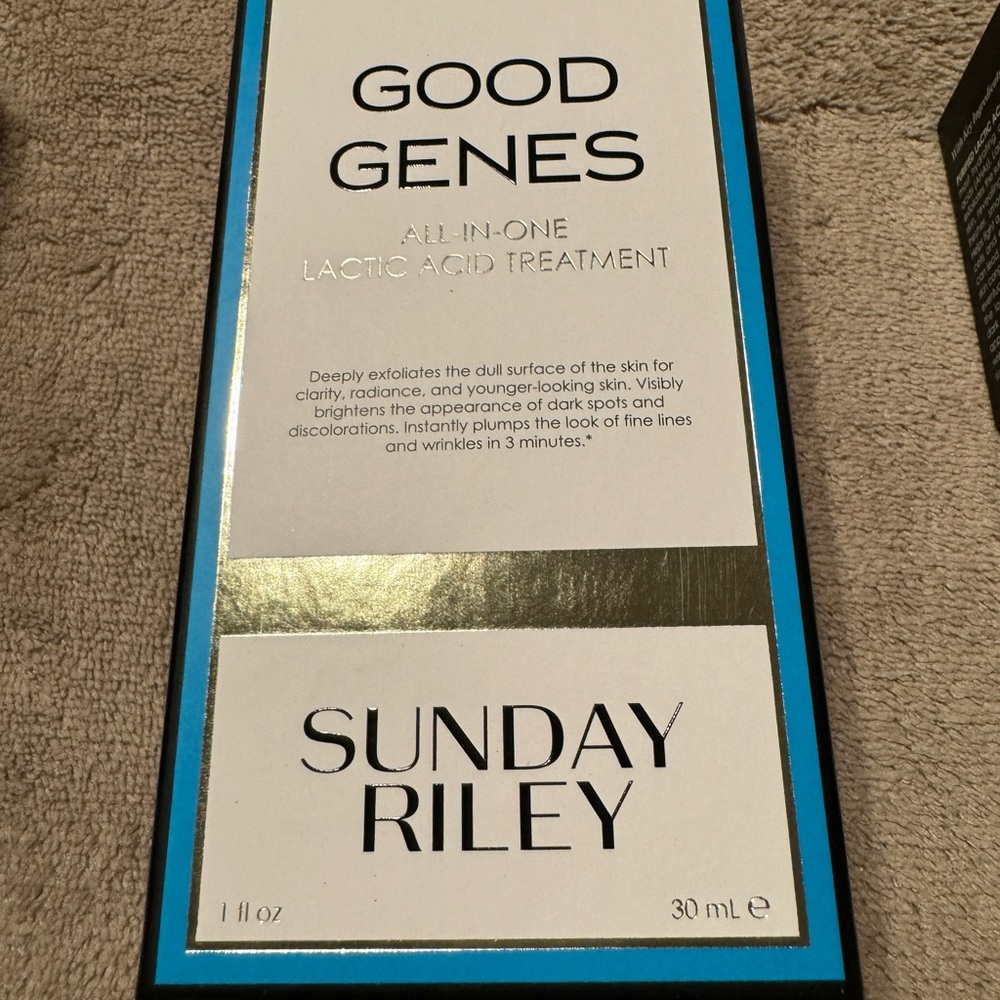 GOOD
GENES
ALL-IN-ONE
LACTIC ACID TREATMENT
Deeply exfoliates the dull surface of the skin for
clarity, radiance, and younger-looking skin. Visibly
brightens the appearance of dark spots and
discolorations. Instantly plumps the look of fine lines
and wrinkles in 3 minutes.*
SUNDAY
RILEY
1 fl oz
30 mL ℮